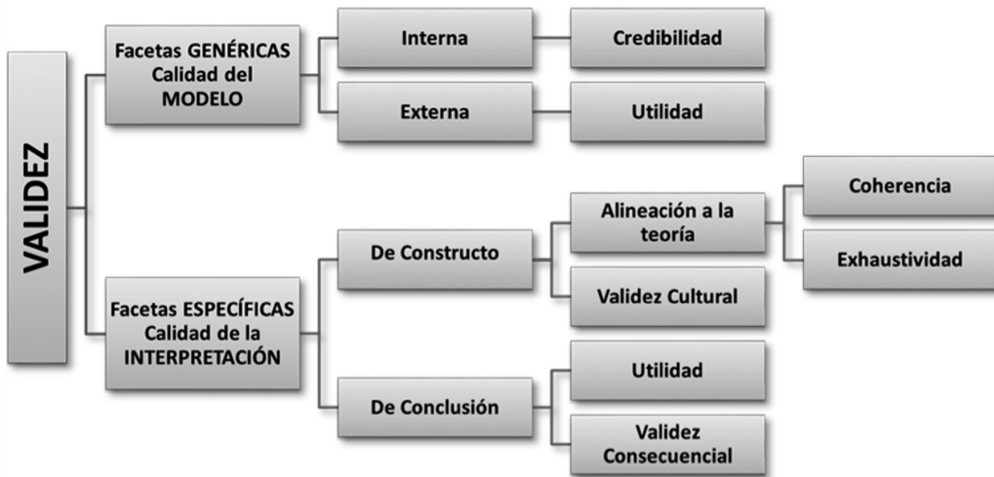 VALIDEZ
Facetas GENÉRICAS
Calidad del
MODELO
Interna
Credibilidad
Externa
Utilidad
Facetas ESPECÍFICAS
Calidad de la
INTERPRETACIÓN
De Constructo
Alineación a la
teoría
Coherencia
Exhaustividad
Validez Cultural
De Conclusión
Utilidad
Validez
Consecuencial